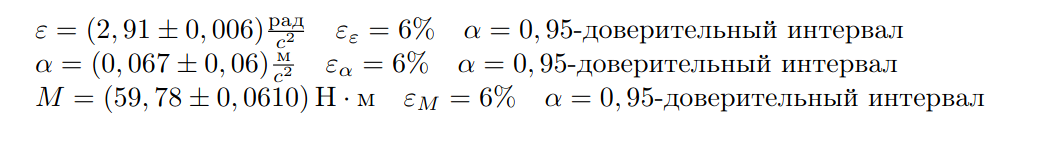 ε = (2,91 ± 0,006) рад/с² ε_ε = 6% α = 0,95-доверительный интервал
α = (0,067 ± 0,06) м/с² ε_α = 6% α = 0,95-доверительный интервал
M = (59,78 ± 0,0610) Н · м ε_M = 6% α = 0,95-доверительный интервал